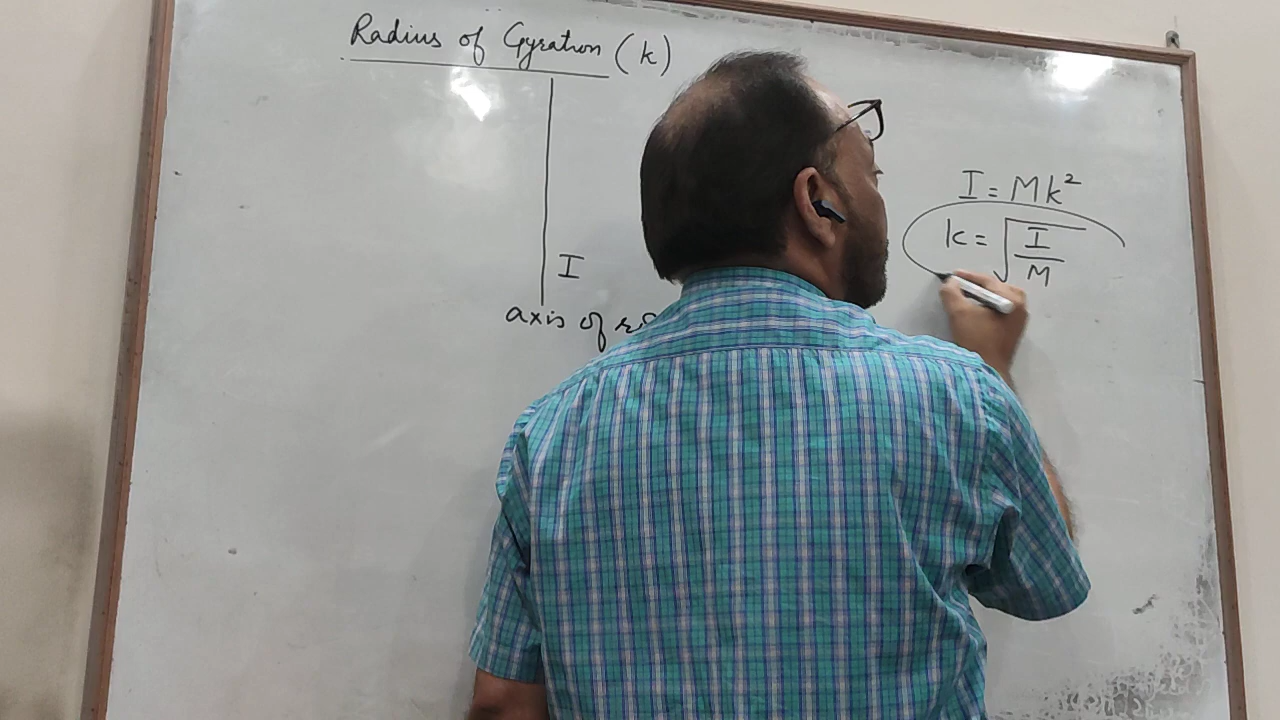 Radius of Gyration (k)
I = Mk²
k = √(I/M)
I
axis of